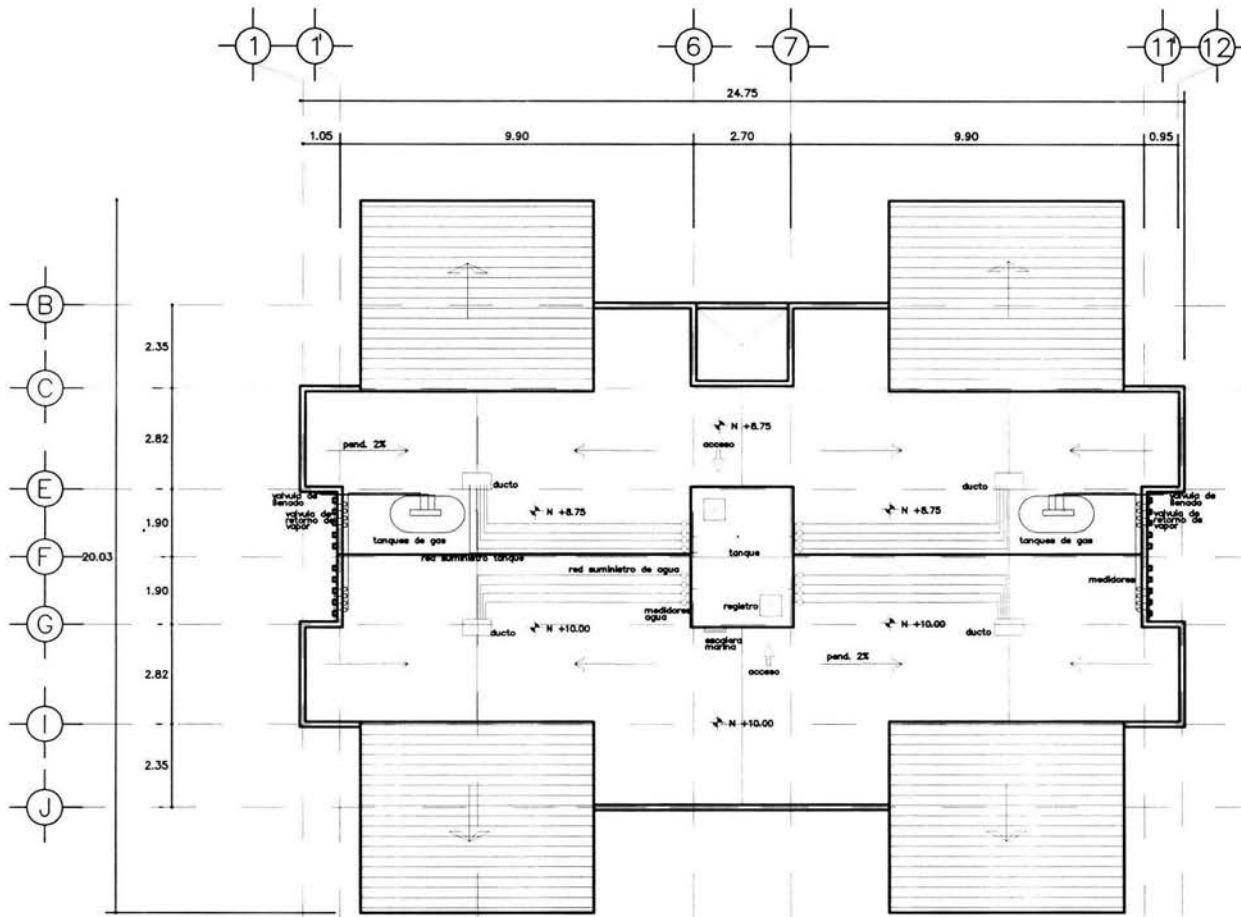 1 1' 6 7 11' 12
24.75
1.05 9.90 2.70 9.90 0.95
B
2.35
C
N +8.75
2.82
pend. 2%
acceso
E
ducto
ducto
valvula de
llenado
valvula de
llenado
1.90
valvula de
retorno de
vapor
N +8.75
N +8.75
valvula de
retorno de
vapor
tanques de gas
tanques de gas
tanque
F
20.03
red suministro tanque
red suministro de agua
medidores
1.90
medidores
agua
registro
G
ducto
N +10.00
N +10.00
ducto
escalera
marina
pend. 2%
2.82
acceso
I
N +10.00
2.35
J